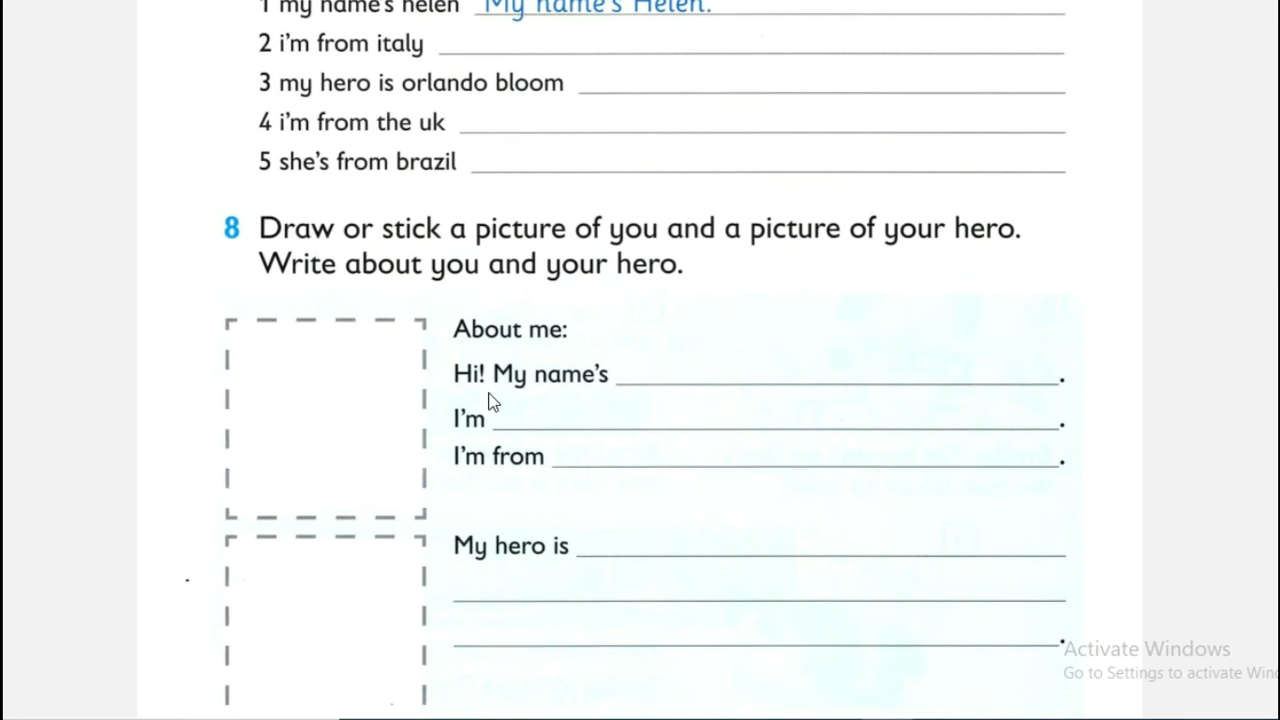 1 my name's helen My name's Helen.
2 i'm from italy
3 my hero is orlando bloom
4 i'm from the uk
5 she's from brazil
8 Draw or stick a picture of you and a picture of your hero.
Write about you and your hero.
About me:
Hi! My name's .
I'm .
I'm from .
My hero is
.
Activate Windows
Go to Settings to activate Win